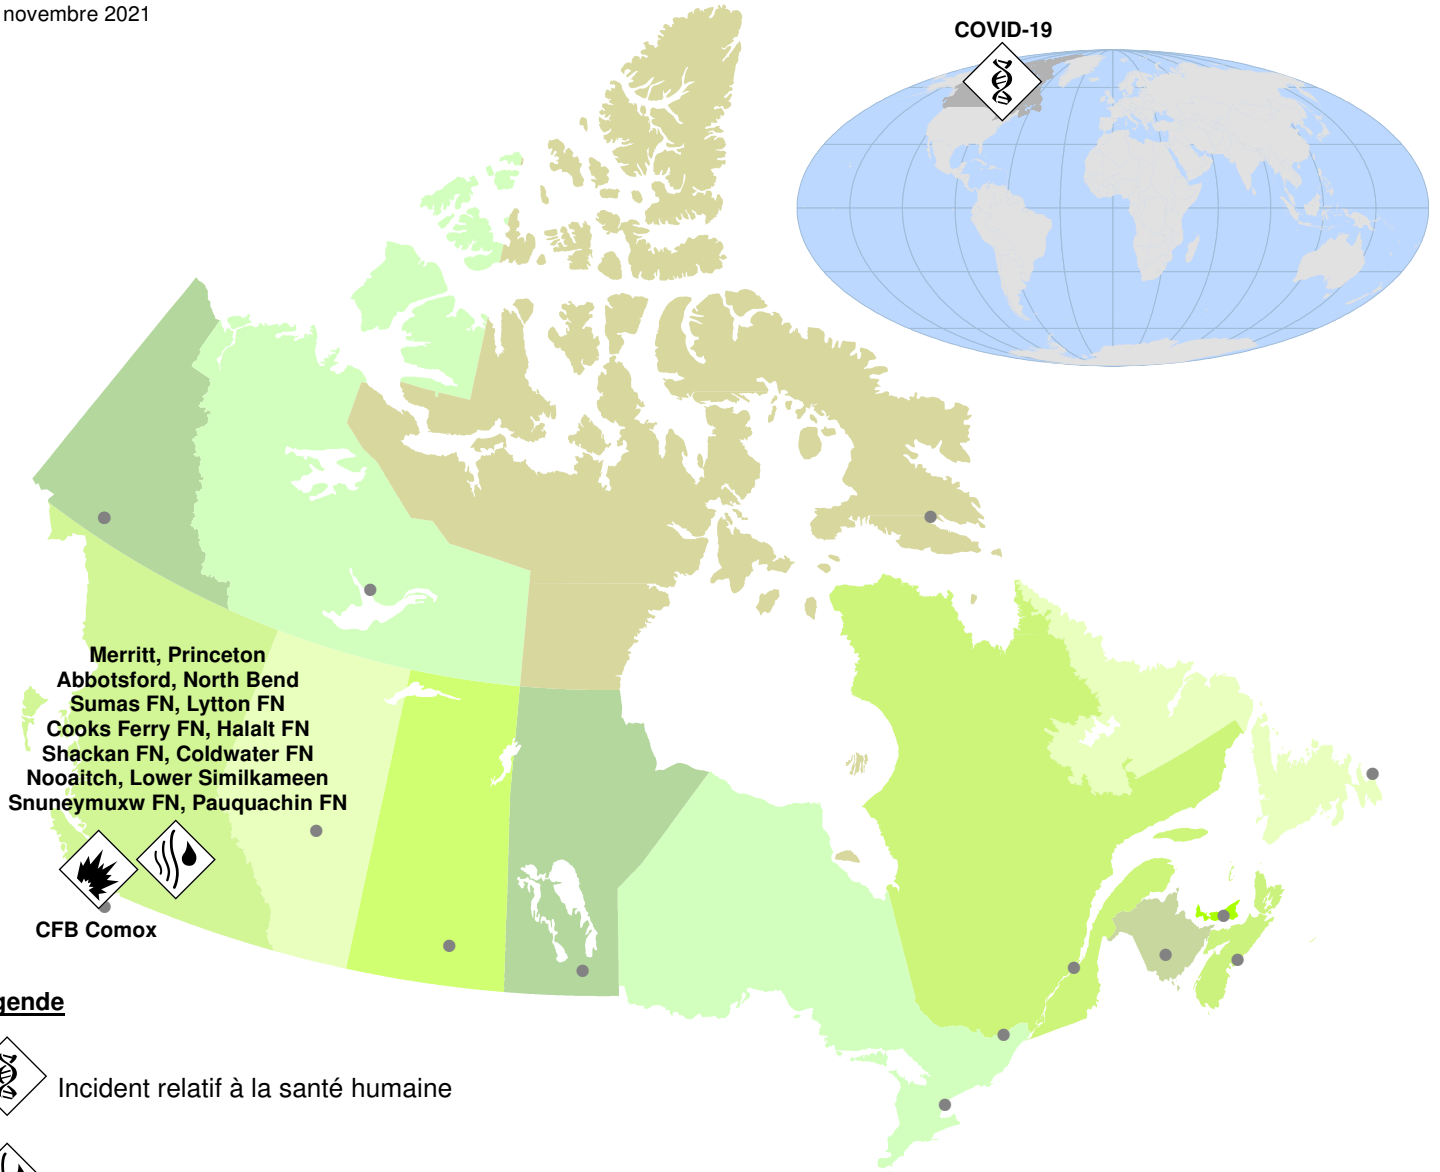 novembre 2021
COVID-19
Merritt, Princeton
Abbotsford, North Bend
Sumas FN, Lytton FN
Cooks Ferry FN, Halalt FN
Shackan FN, Coldwater FN
Nooaitch, Lower Similkameen
Snuneymuxw FN, Pauquachin FN
CFB Comox
gende
Incident relatif à la santé humaine